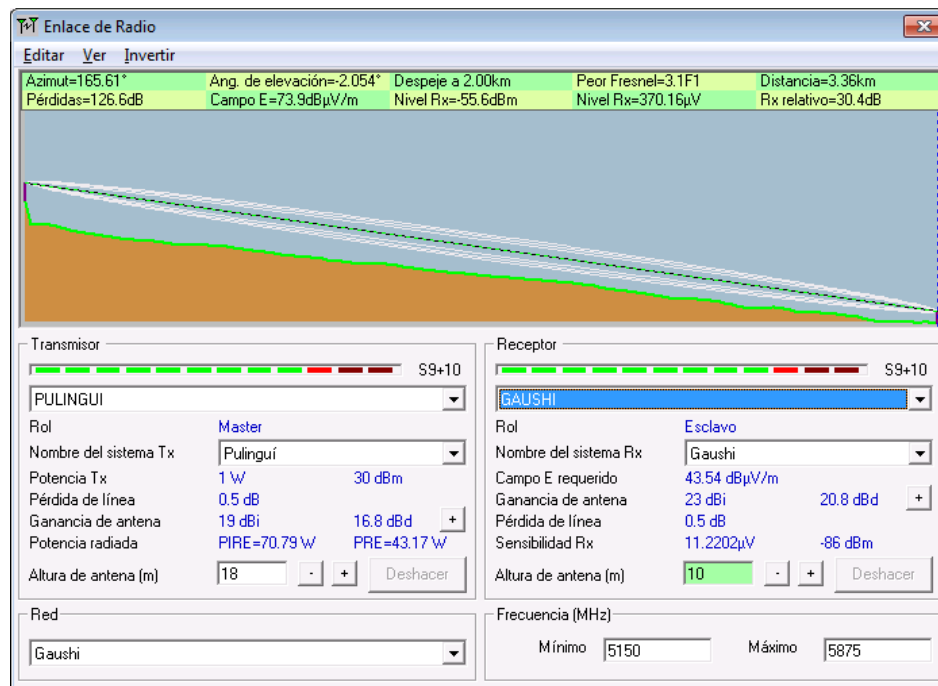 Enlace de Radio
Editar Ver Invertir
Azimut=165.61° Ang. de elevación=-2.054° Despeje a 2.00km Peor Fresnel=3.1F1 Distancia=3.36km
Pérdidas=126.6dB Campo E=73.9dBµV/m Nivel Rx=-55.6dBm Nivel Rx=370.16µV Rx relativo=30.4dB
Transmisor
S9+10
PULINGUI
Rol Master
Nombre del sistema Tx Pulinguí
Potencia Tx 1 W 30 dBm
Pérdida de línea 0.5 dB
Ganancia de antena 19 dBi 16.8 dBd +
Potencia radiada PIRE=70.79 W PRE=43.17 W
Altura de antena (m) 18 - + Deshacer
Red
Gaushi
Receptor
S9+10
GAUSHI
Rol Esclavo
Nombre del sistema Rx Gaushi
Campo E requerido 43.54 dBµV/m
Ganancia de antena 23 dBi 20.8 dBd +
Pérdida de línea 0.5 dB
Sensibilidad Rx 11.2202µV -86 dBm
Altura de antena (m) 10 - + Deshacer
Frecuencia (MHz)
Mínimo 5150 Máximo 5875